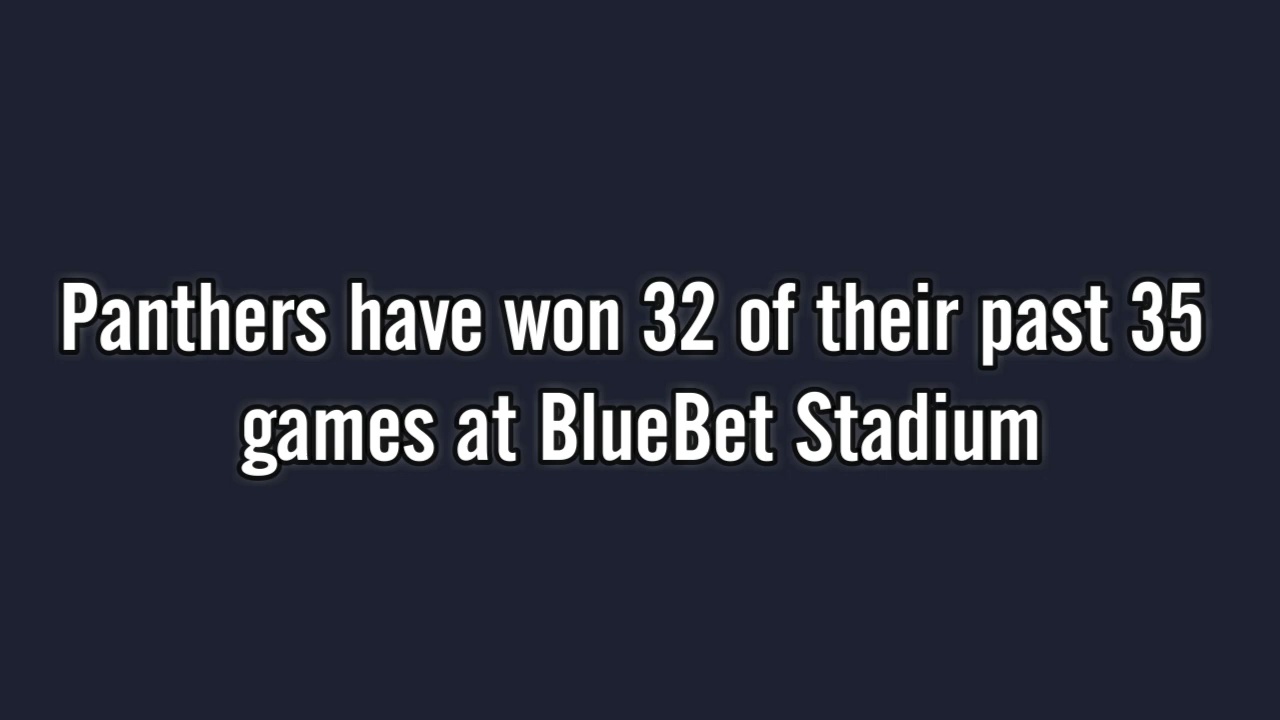 Panthers have won 32 of their past 35
games at BlueBet Stadium